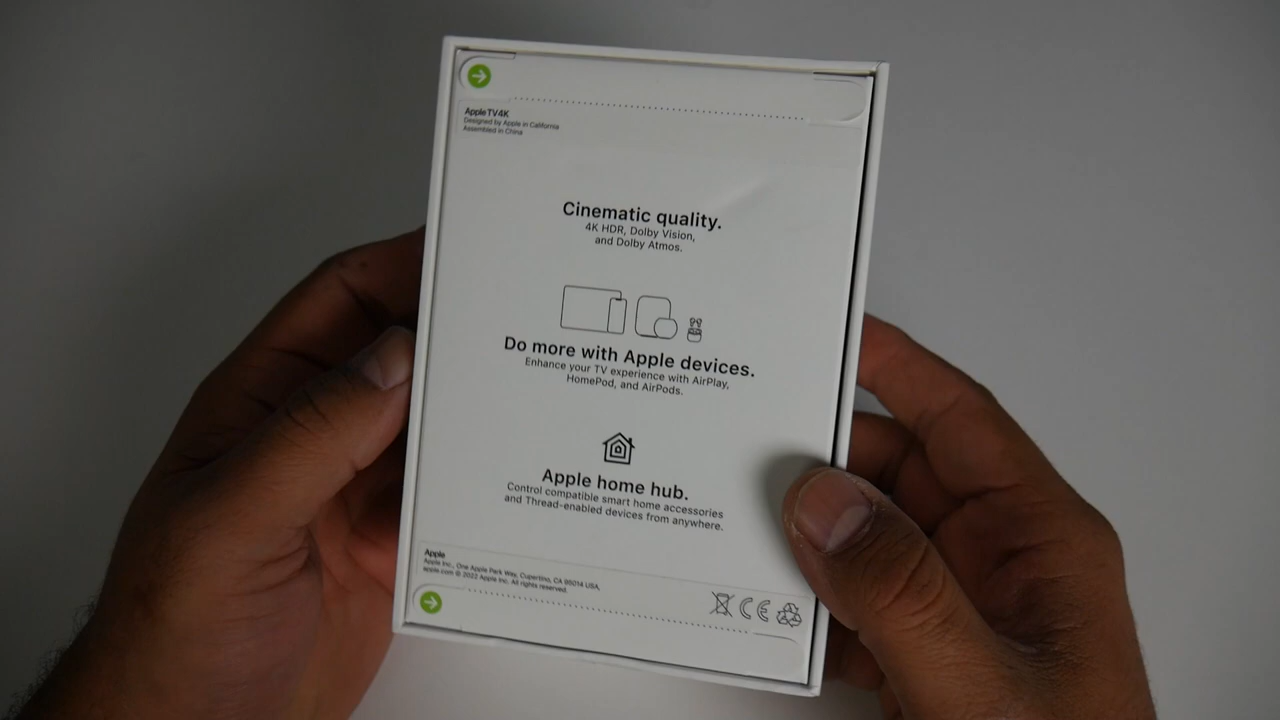 Apple TV 4K
Designed by Apple in California
Assembled in China
Cinematic quality.
4K HDR, Dolby Vision,
and Dolby Atmos.
Do more with Apple devices.
Enhance your TV experience with AirPlay,
HomePod, and AirPods.
Apple home hub.
Control compatible smart home accessories
and Thread-enabled devices from anywhere.
Apple
Apple Inc., One Apple Park Way, Cupertino, CA 95014 USA,
apple.com © 2022 Apple Inc. All rights reserved.
CE